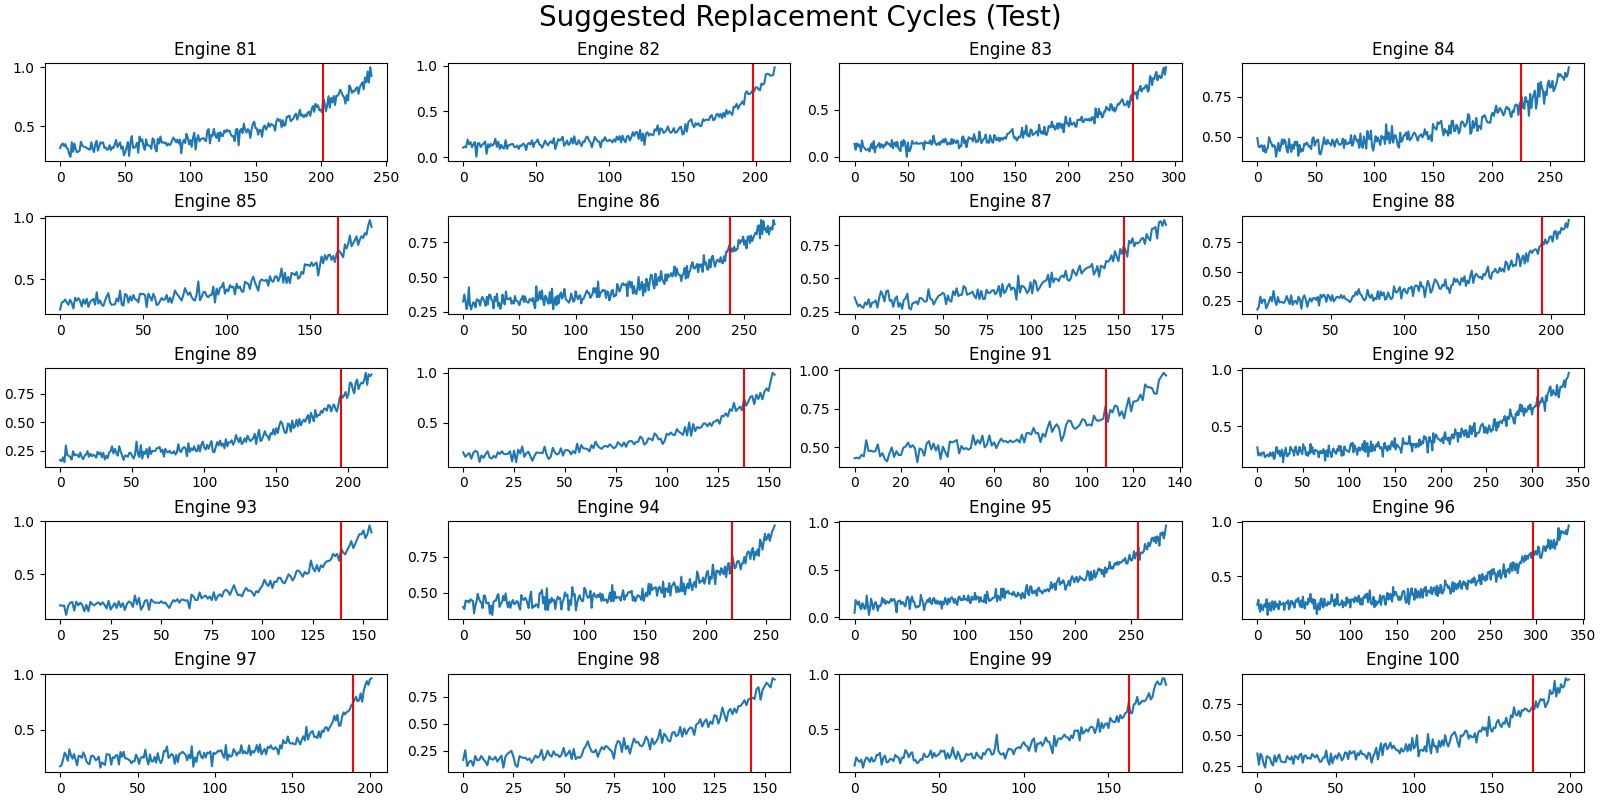 Suggested Replacement Cycles (Test)
Engine 81 Engine 82 Engine 83 Engine 84
1.0 0.5
0 50 100 150 200 250
1.0 0.5 0.0
0 50 100 150 200
0.5 0.0
0 50 100 150 200 250 300
0.75 0.50
0 50 100 150 200 250
Engine 85 Engine 86 Engine 87 Engine 88
1.0 0.5
0 50 100 150
0.75 0.50 0.25
0 50 100 150 200 250
0.75 0.50 0.25
0 25 50 75 100 125 150 175
0.75 0.50 0.25
0 50 100 150 200
Engine 89 Engine 90 Engine 91 Engine 92
0.75 0.50 0.25
0 50 100 150 200
1.0 0.5
0 25 50 75 100 125 150
1.00 0.75 0.50
0 20 40 60 80 100 120 140
1.0 0.5
0 50 100 150 200 250 300 350
Engine 93 Engine 94 Engine 95 Engine 96
1.0 0.5
0 25 50 75 100 125 150
0.75 0.50
0 50 100 150 200 250
1.0 0.5 0.0
0 50 100 150 200 250
1.0 0.5
0 50 100 150 200 250 300 350
Engine 97 Engine 98 Engine 99 Engine 100
1.0 0.5
0 50 100 150 200
0.75 0.50 0.25
0 25 50 75 100 125 150
1.0 0.5
0 50 100 150
0.75 0.50 0.25
0 50 100 150 200